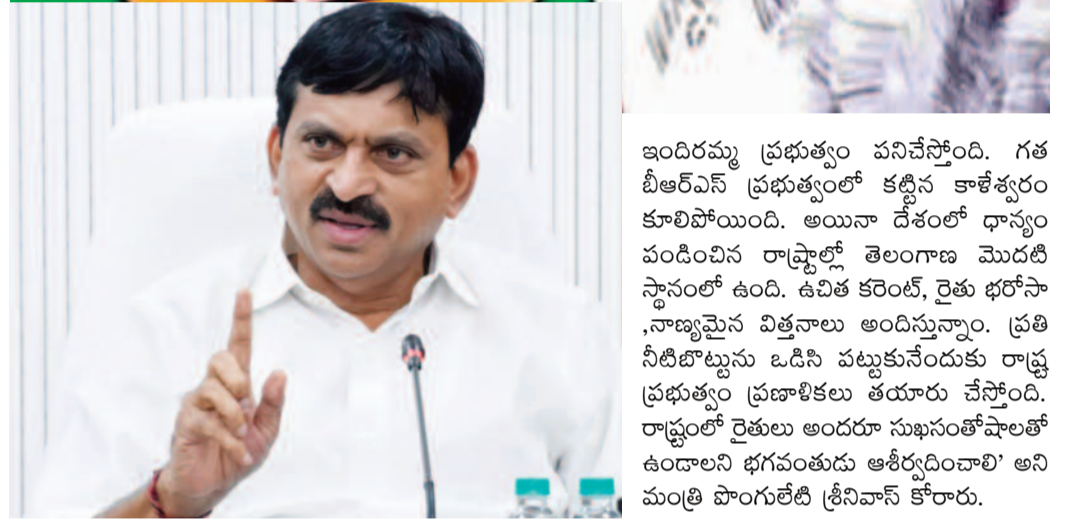 ఇందిరమ్మ ప్రభుత్వం పనిచేస్తోంది. గత
బీఆర్ఎస్ ప్రభుత్వంలో కట్టిన కాళేశ్వరం
కూలిపోయింది. అయినా దేశంలో ధాన్యం
పండించిన రాష్ట్రాల్లో తెలంగాణ మొదటి
స్థానంలో ఉంది. ఉచిత కరెంట్, రైతు భరోసా
,నాణ్యమైన విత్తనాలు అందిస్తున్నాం. ప్రతి
నీటిబొట్టును ఒడిసి పట్టుకునేందుకు రాష్ట్ర
ప్రభుత్వం ప్రణాళికలు తయారు చేస్తోంది.
రాష్ట్రంలో రైతులు అందరూ సుఖసంతోషాలతో
ఉండాలని భగవంతుడు ఆశీర్వదించాలి’ అని
మంత్రి పొంగులేటి శ్రీనివాస్ కోరారు.